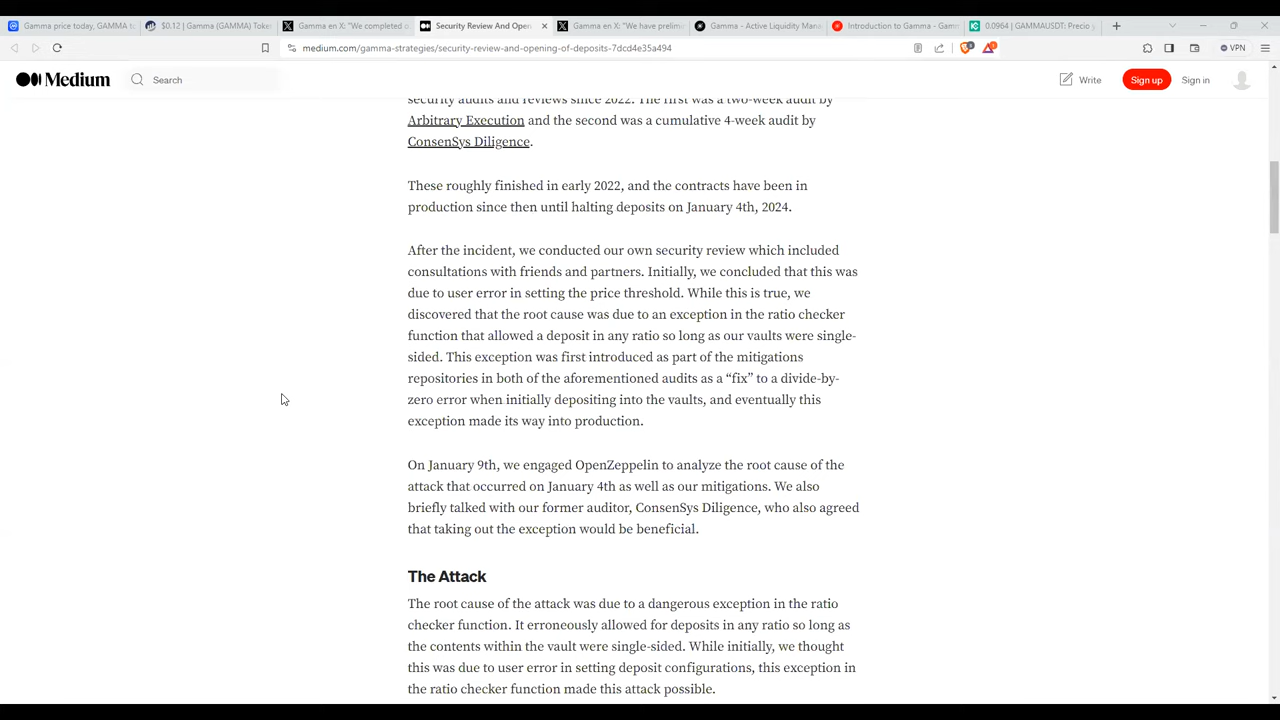 Gamma price today, GAMMA to
$0.12 | Gamma (GAMMA) Token
Gamma en X: "We completed o
Security Review And Open
Gamma en X: "We have prelim
Gamma - Active Liquidity Man
Introduction to Gamma - Gam
0.0964 | GAMMAUSDT: Precio y
medium.com/gamma-strategies/security-review-and-opening-of-deposits-7dcd4e35a494
VPN
Medium
Search
Write
Sign up
Sign in
security audits and reviews since 2022. The first was a two-week audit by
Arbitrary Execution and the second was a cumulative 4-week audit by
ConsenSys Diligence.
These roughly finished in early 2022, and the contracts have been in
production since then until halting deposits on January 4th, 2024.
After the incident, we conducted our own security review which included
consultations with friends and partners. Initially, we concluded that this was
due to user error in setting the price threshold. While this is true, we
discovered that the root cause was due to an exception in the ratio checker
function that allowed a deposit in any ratio so long as our vaults were single-
sided. This exception was first introduced as part of the mitigations
repositories in both of the aforementioned audits as a “fix” to a divide-by-
zero error when initially depositing into the vaults, and eventually this
exception made its way into production.
On January 9th, we engaged OpenZeppelin to analyze the root cause of the
attack that occurred on January 4th as well as our mitigations. We also
briefly talked with our former auditor, ConsenSys Diligence, who also agreed
that taking out the exception would be beneficial.
The Attack
The root cause of the attack was due to a dangerous exception in the ratio
checker function. It erroneously allowed for deposits in any ratio so long as
the contents within the vault were single-sided. While initially, we thought
this was due to user error in setting deposit configurations, this exception in
the ratio checker function made this attack possible.